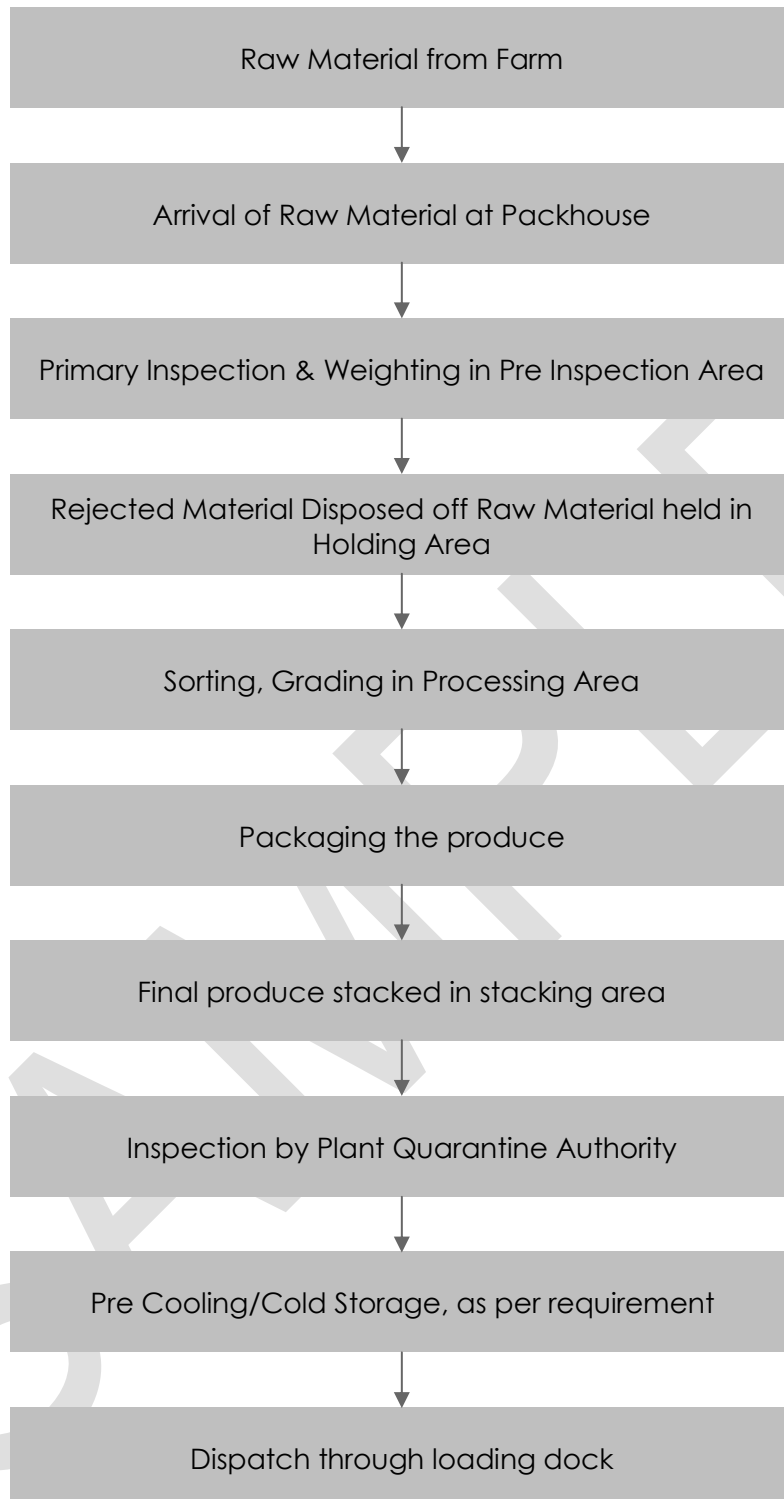 Raw Material from Farm
Arrival of Raw Material at Packhouse
Primary Inspection & Weighting in Pre Inspection Area
Rejected Material Disposed off Raw Material held in
Holding Area
Sorting, Grading in Processing Area
Packaging the produce
Final produce stacked in stacking area
Inspection by Plant Quarantine Authority
Pre Cooling/Cold Storage, as per requirement
Dispatch through loading dock
SAMPLE